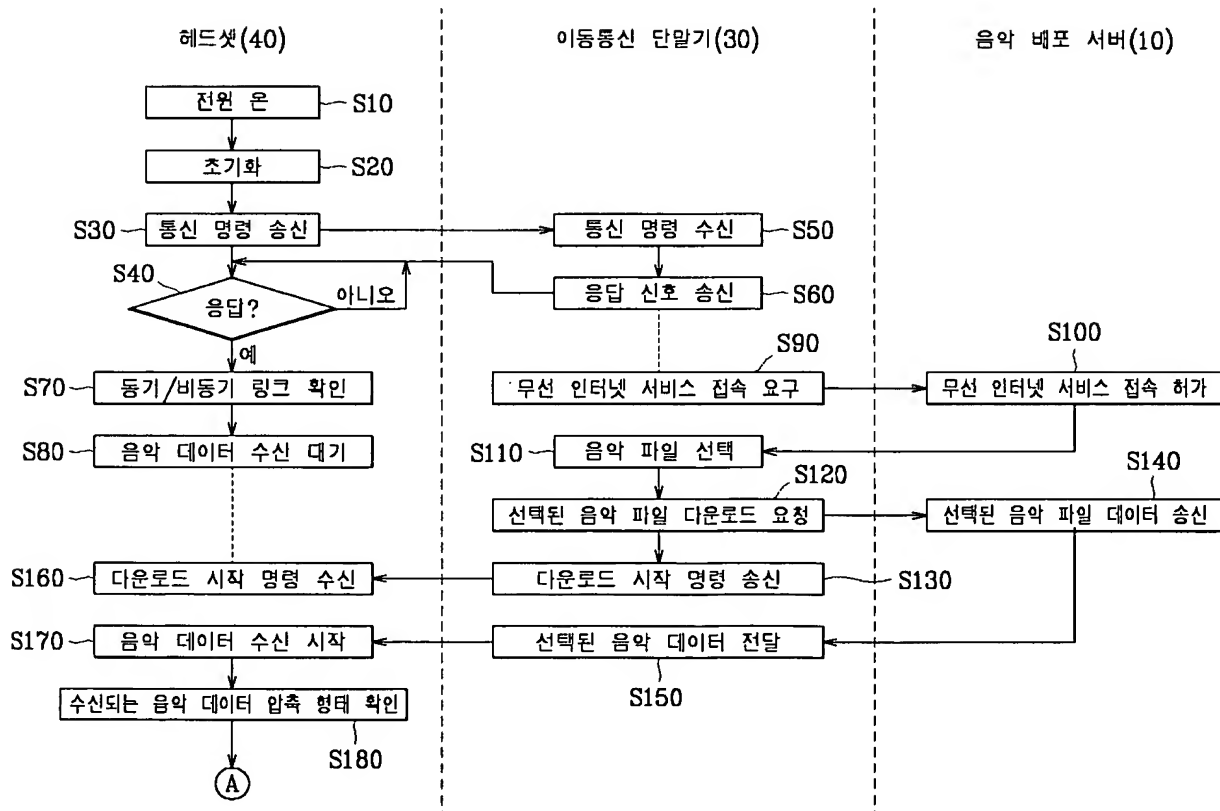 헤드셋(40)
이동통신 단말기(30)
음악 배포 서버(10)
전원 온
S10
초기화
S20
S30
통신 명령 송신
통신 명령 수신
S50
S40
응답?
아니오
예
응답 신호 송신
S60
S90
S100
S70
동기/비동기 링크 확인
무선 인터넷 서비스 접속 요구
무선 인터넷 서비스 접속 허가
S80
음악 데이터 수신 대기
S110
음악 파일 선택
S120
S140
선택된 음악 파일 다운로드 요청
선택된 음악 파일 데이터 송신
S160
다운로드 시작 명령 수신
다운로드 시작 명령 송신
S130
S170
음악 데이터 수신 시작
선택된 음악 데이터 전달
S150
수신되는 음악 데이터 압축 형태 확인
S180
A